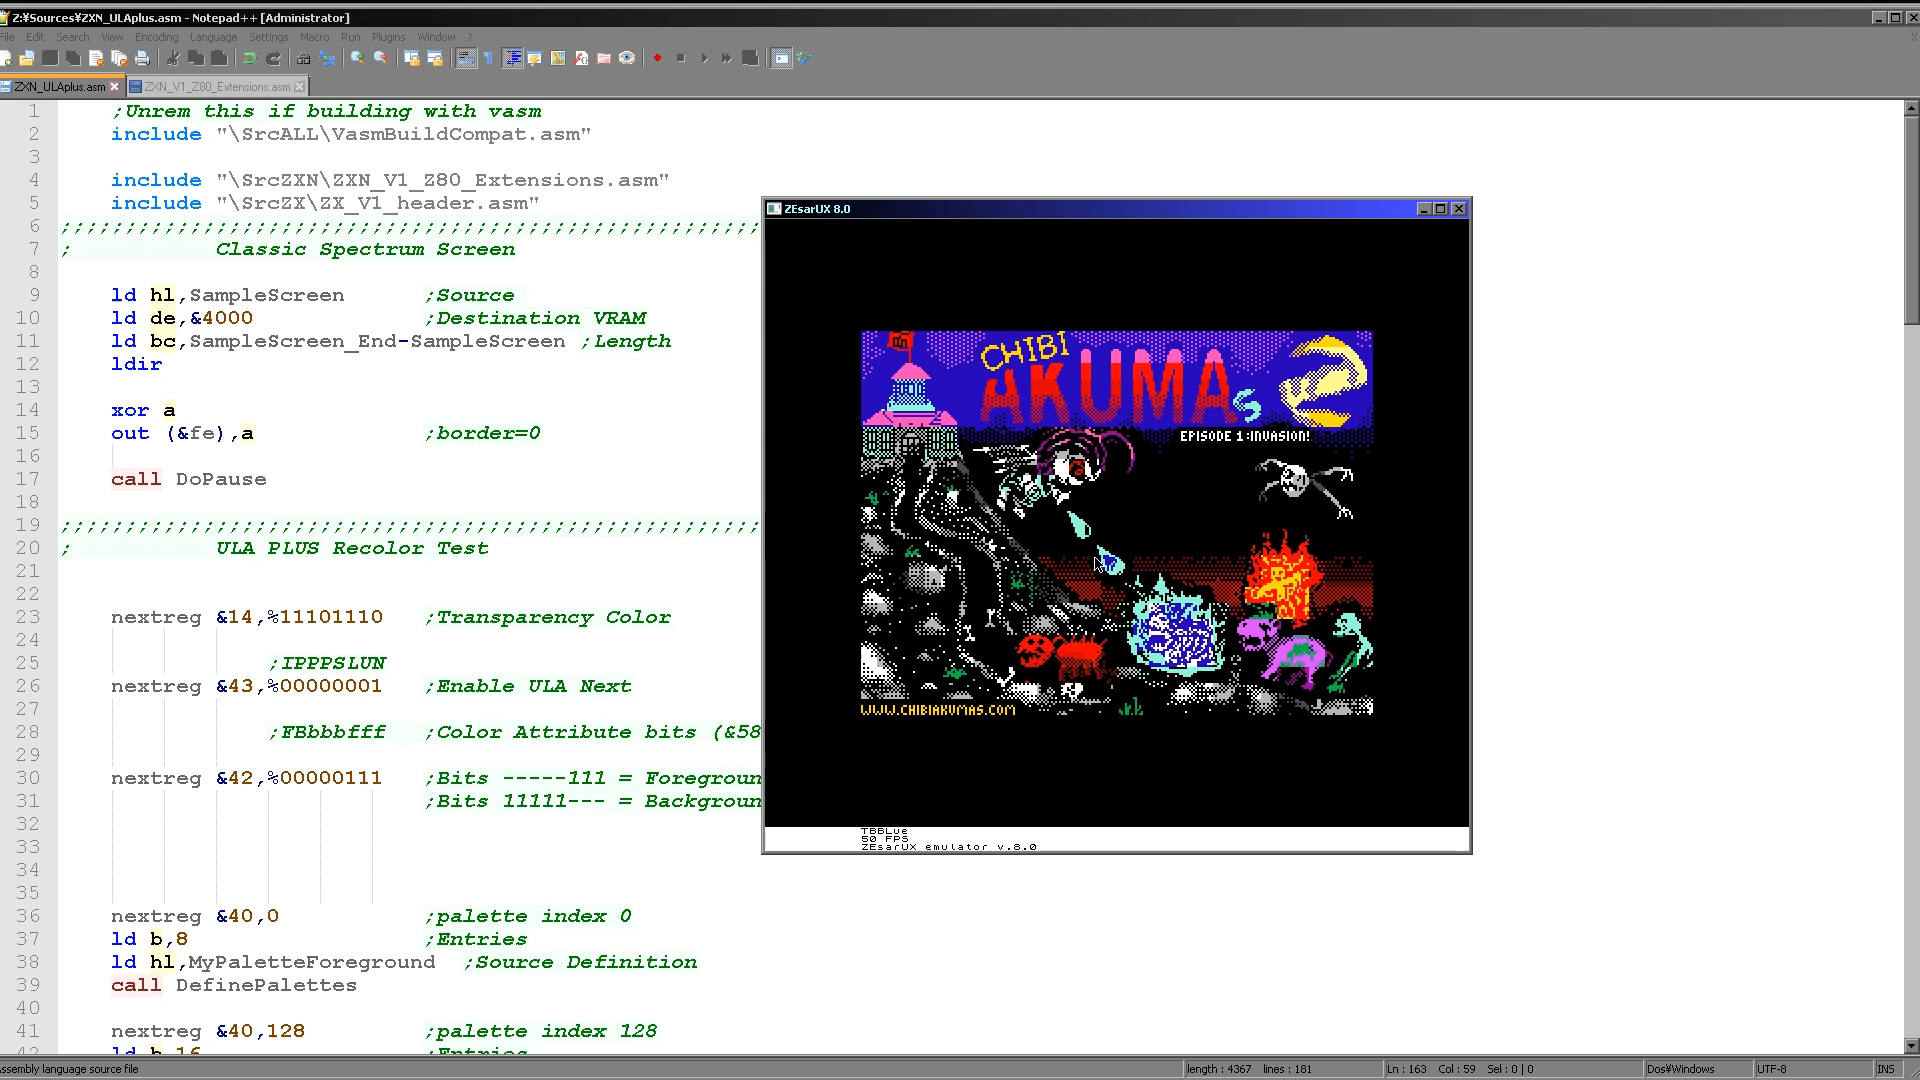 Z:¥Sources¥ZXN_ULAplus.asm - Notepad++ [Administrator]
File Edit Search View Encoding Language Settings Macro Run Plugins Window ?
ZXN_ULAplus.asm ZXN_V1_Z80_Extensions.asm
1 ;Unrem this if building with vasm
2 include "\SrcALL\VasmBuildCompat.asm"
3
4 include "\SrcZXN\ZXN_V1_Z80_Extensions.asm"
5 include "\SrcZX\ZX_V1_header.asm"
6 ;;;;;;;;;;;;;;;;;;;;;;;;;;;;;;;;;;;;;;;;;;;;;;;;;;;;;;
7 ; Classic Spectrum Screen
8
9 ld hl,SampleScreen ;Source
10 ld de,&4000 ;Destination VRAM
11 ld bc,SampleScreen_End-SampleScreen ;Length
12 ldir
13
14 xor a
15 out (&fe),a ;border=0
16
17 call DoPause
18
19 ;;;;;;;;;;;;;;;;;;;;;;;;;;;;;;;;;;;;;;;;;;;;;;;;;;;;;;
20 ; ULA PLUS Recolor Test
21
22
23 nextreg &14,%11101110 ;Transparency Color
24
25 ;IPPPSLUN
26 nextreg &43,%00000001 ;Enable ULA Next
27
28 ;FBbbbfff ;Color Attribute bits (&58
29
30 nextreg &42,%00000111 ;Bits -----111 = Foregroun
31 ;Bits 11111--- = Backgroun
32
33
34
35
36 nextreg &40,0 ;palette index 0
37 ld b,8 ;Entries
38 ld hl,MyPaletteForeground ;Source Definition
39 call DefinePalettes
40
41 nextreg &40,128 ;palette index 128
42 ld b,16 ;Entries
ZEsarUX 8.0
CHIBI
AKUMAs
EPISODE 1:INVASION!
WWW.CHIBIAKUMAS.COM
TBBLue
50 FPS
ZEsarUX emulator v.8.0
ssembly language source file length : 4367 lines : 181 Ln : 163 Col : 59 Sel : 0 | 0 Dos¥Windows UTF-8 INS